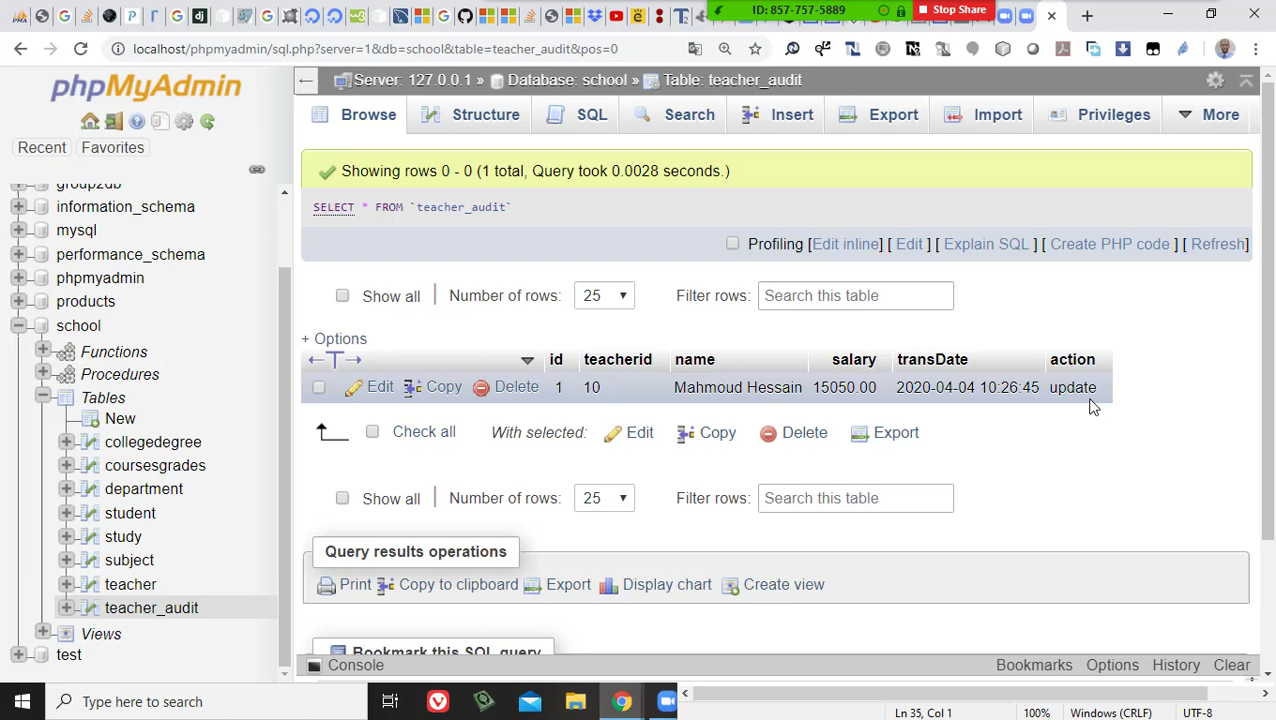 ID: 857-757-5889 Stop Share
localhost/phpmyadmin/sql.php?server=1&db=school&table=teacher_audit&pos=0
phpMyAdmin
Server: 127.0.0.1 » Database: school » Table: teacher_audit
Browse Structure SQL Search Insert Export Import Privileges More
Recent Favorites
group2db
information_schema
mysql
performance_schema
phpmyadmin
products
school
Functions
Procedures
Tables
New
collegedegree
coursesgrades
department
student
study
subject
teacher
teacher_audit
Views
test
Showing rows 0 - 0 (1 total, Query took 0.0028 seconds.)
SELECT * FROM `teacher_audit`
Profiling [Edit inline] [ Edit ] [ Explain SQL ] [ Create PHP code ] [ Refresh]
Show all Number of rows: 25 Filter rows: Search this table
+ Options
←T→ id teacherid name salary transDate action
Edit Copy Delete 1 10 Mahmoud Hessain 15050.00 2020-04-04 10:26:45 update
Check all With selected: Edit Copy Delete Export
Show all Number of rows: 25 Filter rows: Search this table
Query results operations
Print Copy to clipboard Export Display chart Create view
Bookmark this SQL query
Console Bookmarks Options History Clear
Type here to search
Ln 35, Col 1 100% Windows (CRLF) UTF-8